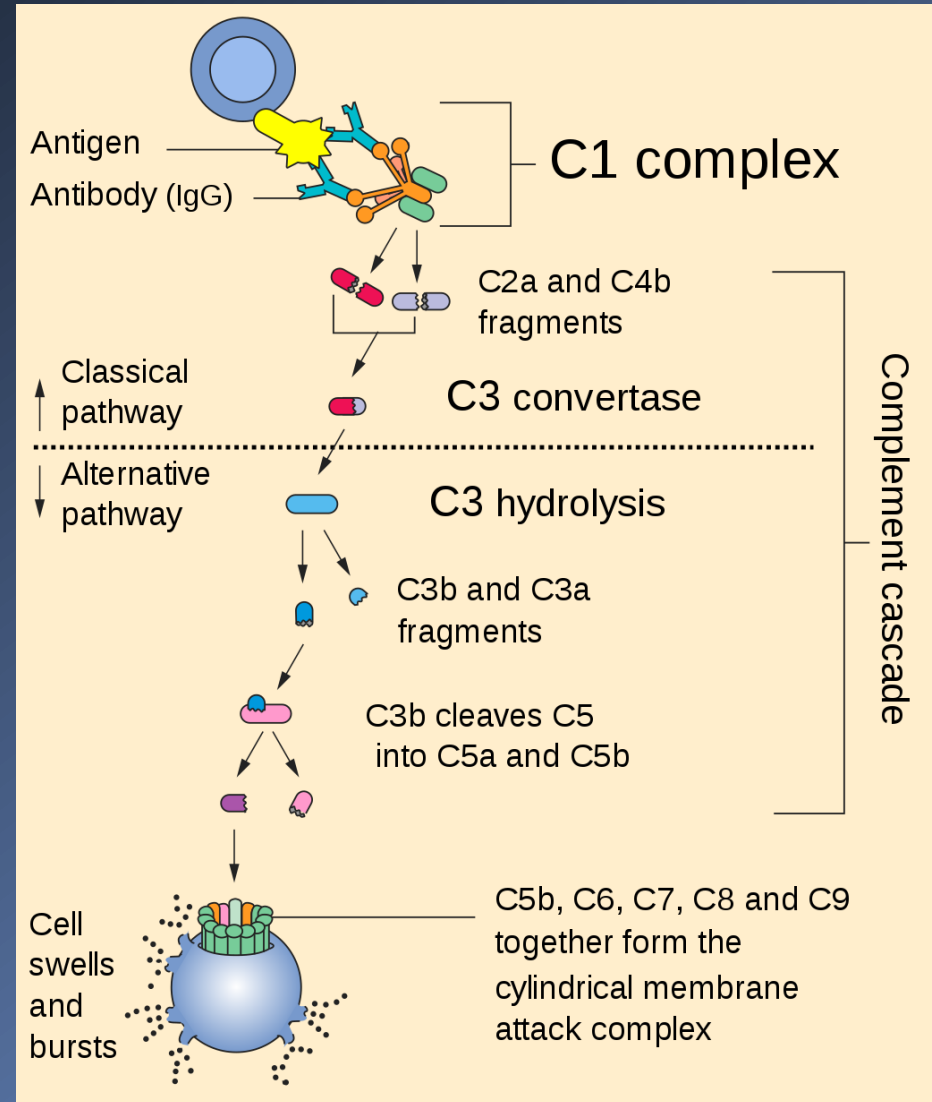 Antigen
Antibody (IgG)
C1 complex
C2a and C4b
fragments
Classical
pathway
C3 convertase
Alternative
pathway
C3 hydrolysis
C3b and C3a
fragments
C3b cleaves C5
into C5a and C5b
Complement cascade
Cell
swells
and
bursts
C5b, C6, C7, C8 and C9
together form the
cylindrical membrane
attack complex